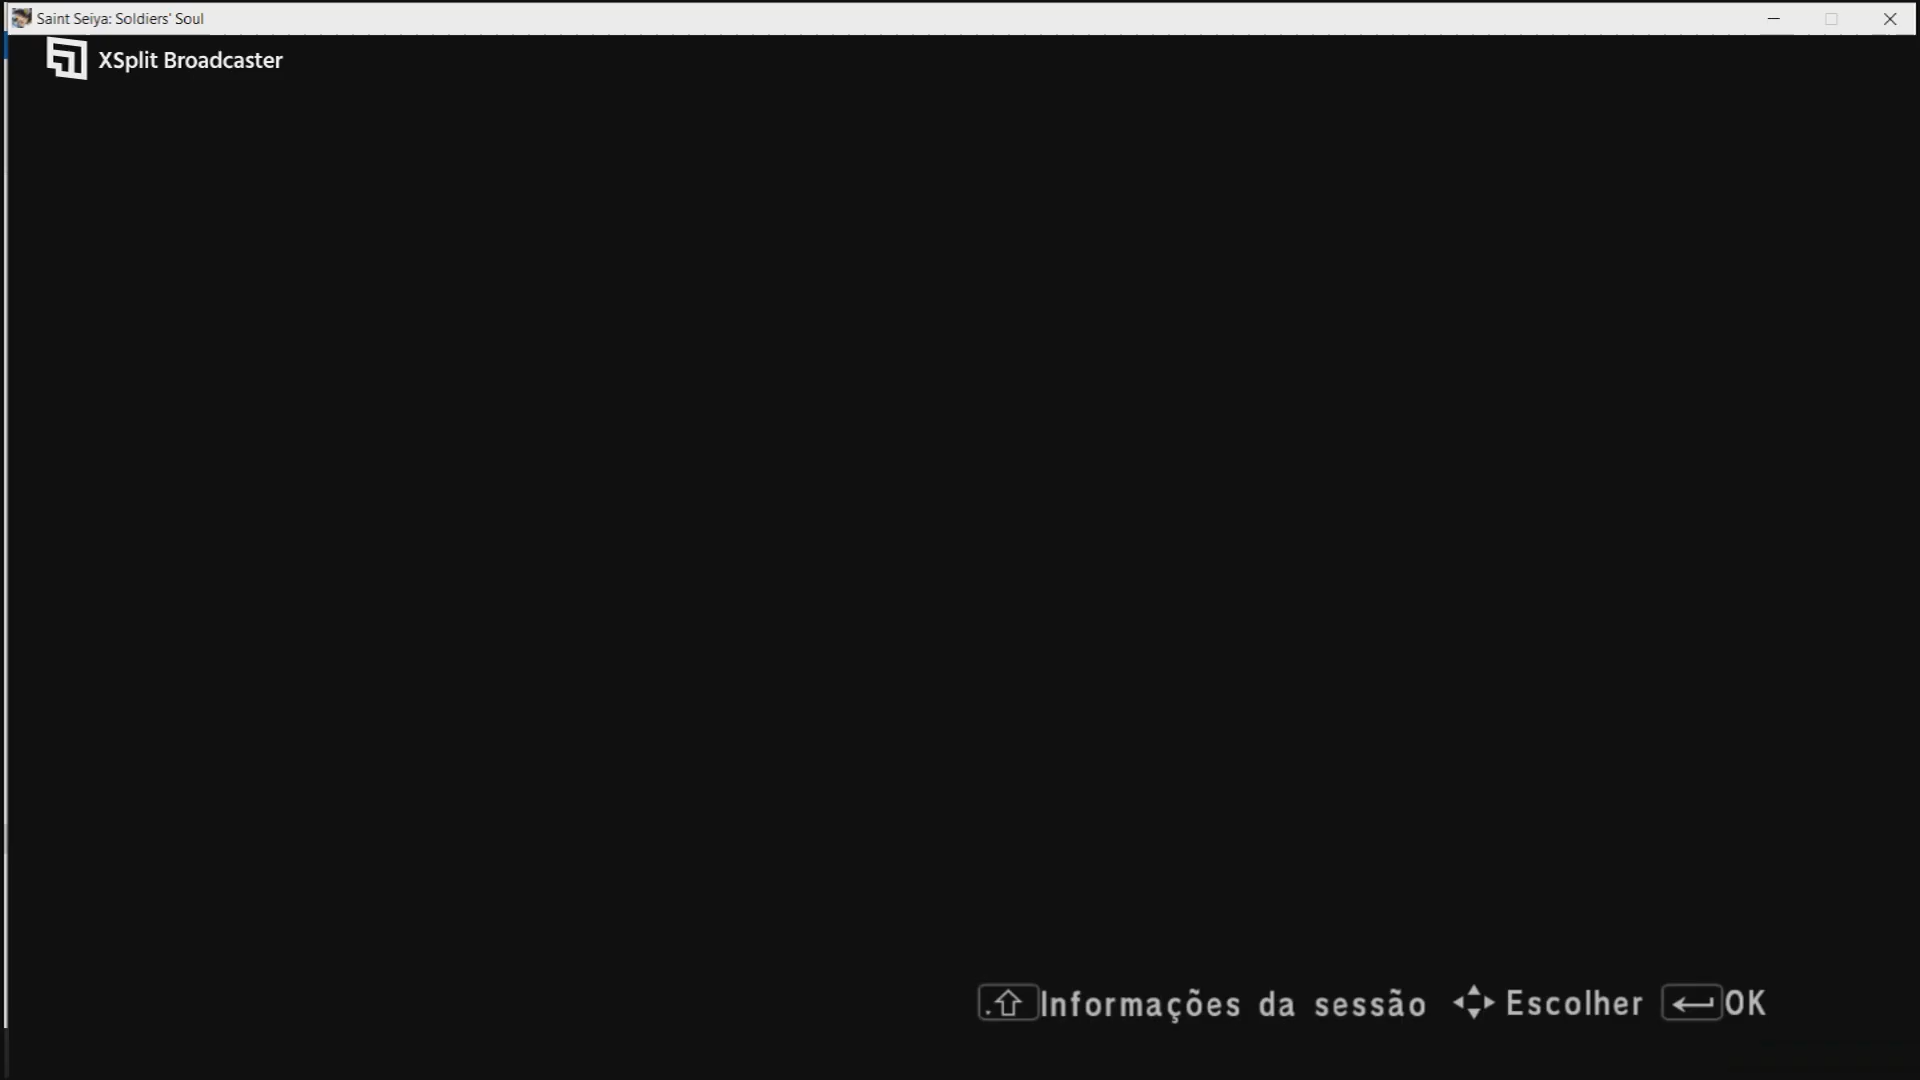 Saint Seiya: Soldiers' Soul
XSplit Broadcaster
Informações da sessão Escolher OK